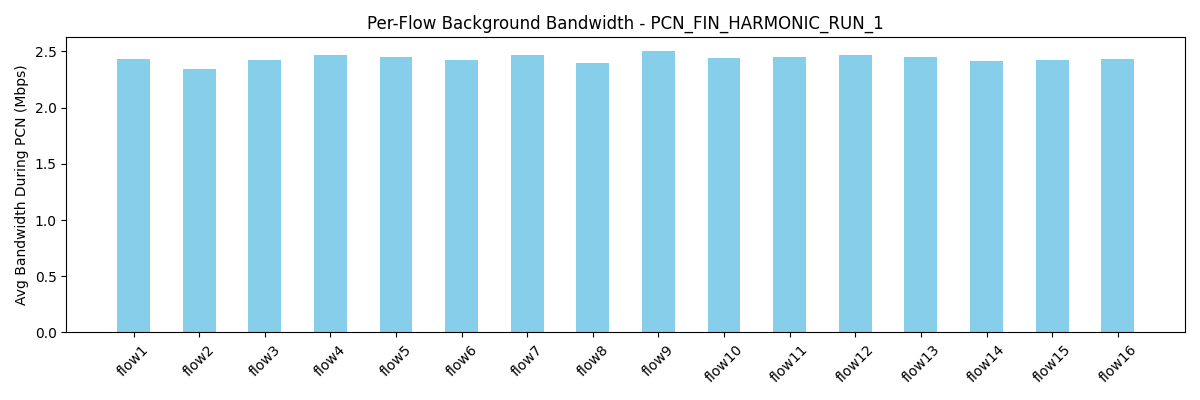 Per-Flow Background Bandwidth - PCN_FIN_HARMONIC_RUN_1
Avg Bandwidth During PCN (Mbps)
2.5
2.0
1.5
1.0
0.5
0.0
flow1 flow2 flow3 flow4 flow5 flow6 flow7 flow8 flow9 flow10 flow11 flow12 flow13 flow14 flow15 flow16